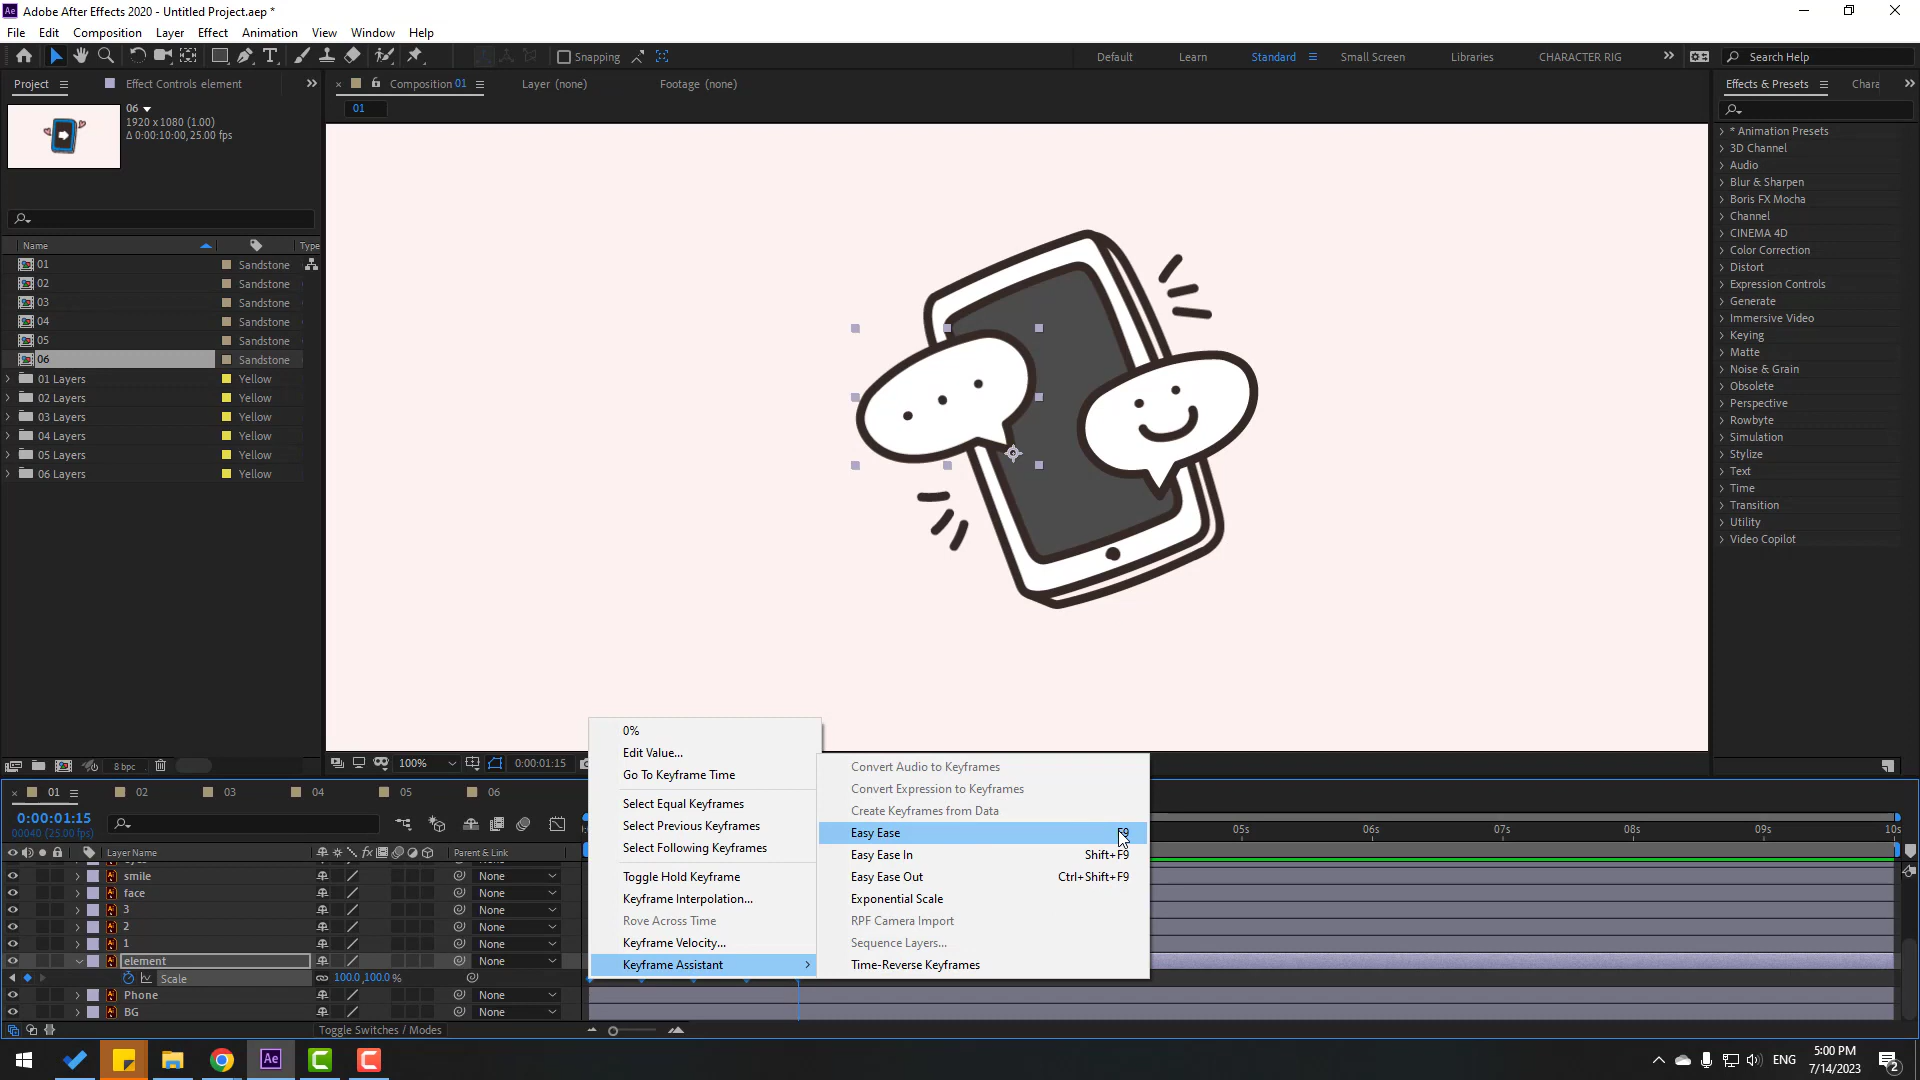 Adobe After Effects 2020 - Untitled Project.aep *
File Edit Composition Layer Effect Animation View Window Help
Snapping
Default Learn Standard Small Screen Libraries CHARACTER RIG
Search Help
Project Effect Controls element
Composition 01 Layer (none) Footage (none)
Effects & Presets Chara
01
06
1920 x 1080 (1.00)
Δ 0:00:10:00, 25.00 fps
Name Type
01 Sandstone
02 Sandstone
03 Sandstone
04 Sandstone
05 Sandstone
06 Sandstone
01 Layers Yellow
02 Layers Yellow
03 Layers Yellow
04 Layers Yellow
05 Layers Yellow
06 Layers Yellow
* Animation Presets
3D Channel
Audio
Blur & Sharpen
Boris FX Mocha
Channel
CINEMA 4D
Color Correction
Distort
Expression Controls
Generate
Immersive Video
Keying
Matte
Noise & Grain
Obsolete
Perspective
Rowbyte
Simulation
Stylize
Text
Time
Transition
Utility
Video Copilot
8 bpc
100% 0:00:01:15
0%
Edit Value...
Go To Keyframe Time
Select Equal Keyframes
Select Previous Keyframes
Select Following Keyframes
Toggle Hold Keyframe
Keyframe Interpolation...
Rove Across Time
Keyframe Velocity...
Keyframe Assistant
Convert Audio to Keyframes
Convert Expression to Keyframes
Create Keyframes from Data
Easy Ease F9
Easy Ease In Shift+F9
Easy Ease Out Ctrl+Shift+F9
Exponential Scale
RPF Camera Import
Sequence Layers...
Time-Reverse Keyframes
01 02 03 04 05 06
0:00:01:15
00040 (25.00 fps)
05s 06s 07s 08s 09s 10s
Layer Name Parent & Link
smile None
face None
3 None
2 None
1 None
element None
Scale 100.0,100.0 %
Phone None
BG None
Toggle Switches / Modes
ENG
5:00 PM
7/14/2023
2